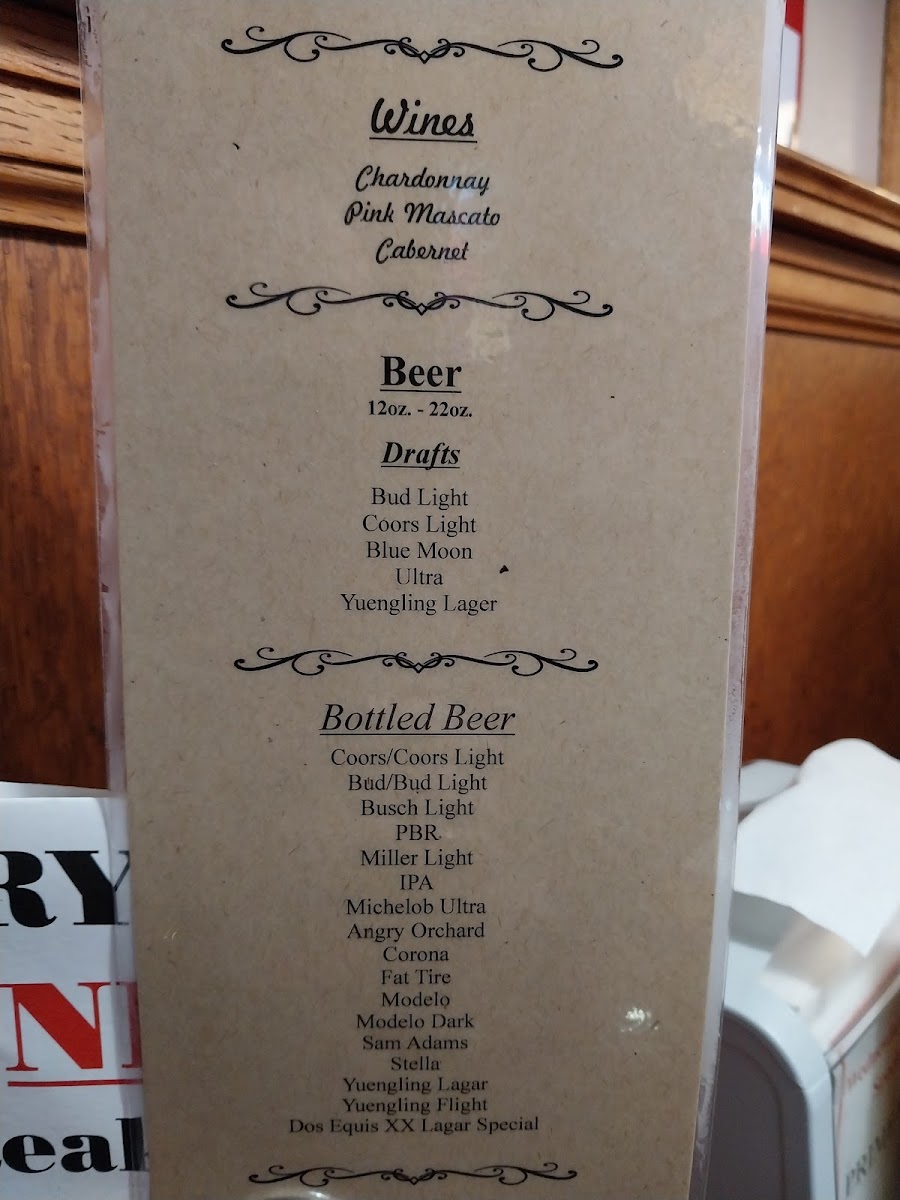 Wines
Chardonnay
Pink Mascato
Cabernet
Beer
12oz. - 22oz.
Drafts
Bud Light
Coors Light
Blue Moon
Ultra
Yuengling Lager
Bottled Beer
Coors/Coors Light
Bud/Bud Light
Busch Light
PBR
Miller Light
IPA
Michelob Ultra
Angry Orchard
Corona
Fat Tire
Modelo
Modelo Dark
Sam Adams
Stella
Yuengling Lagar
Yuengling Flight
Dos Equis XX Lagar Special
RY